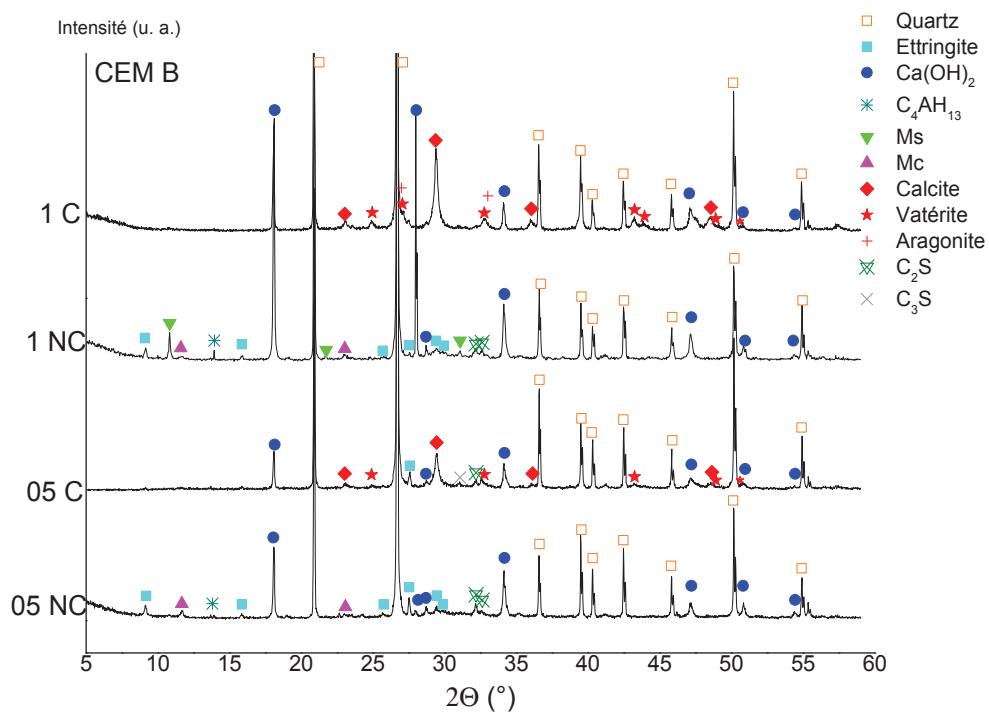 Intensité (u. a.)
CEM B
Quartz
Ettringite
Ca(OH)2
C4AH13
Ms
Mc
Calcite
Vatérite
Aragonite
C2S
C3S
1 C
1 NC
05 C
05 NC
5 10 15 20 25 30 35 40 45 50 55 60
2Θ (°)